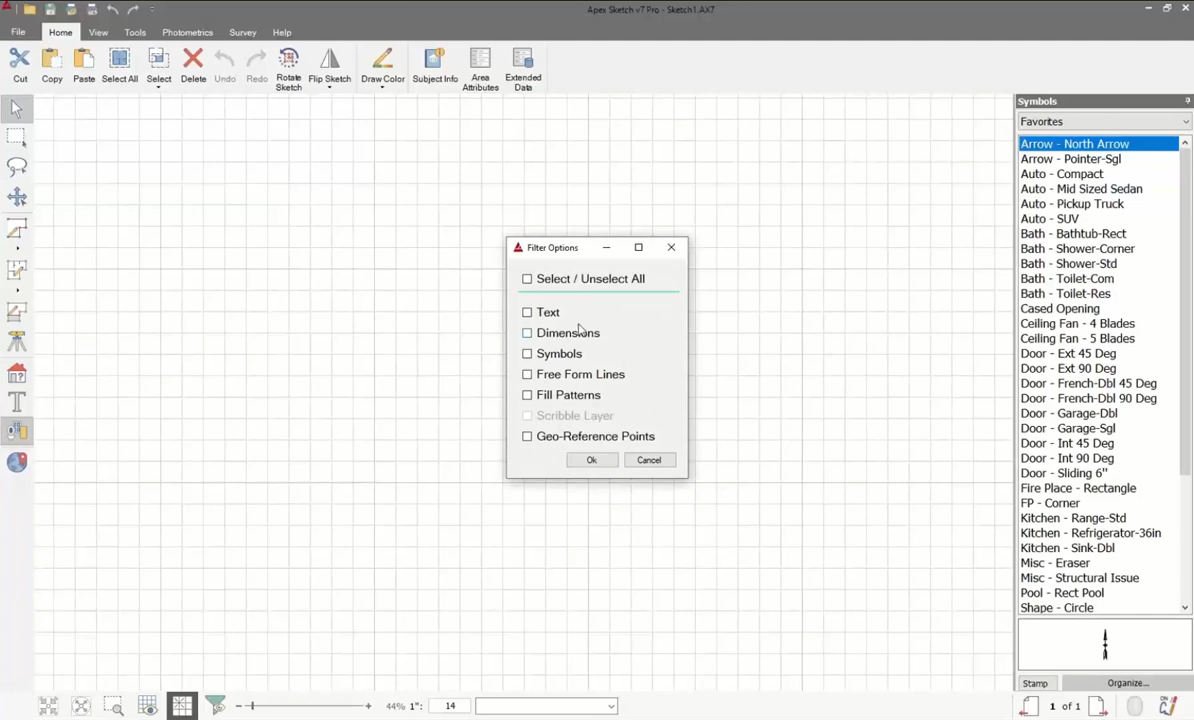 Apex Sketch v7 Pro - Sketch1.AX7
File Home View Tools Photometrics Survey Help
Cut Copy Paste Select All Select Delete Undo Redo Rotate Sketch Flip Sketch Draw Color Subject Info Area Attributes Extended Data
Symbols
Favorites
Arrow - North Arrow
Arrow - Pointer-Sgl
Auto - Compact
Auto - Mid Sized Sedan
Auto - Pickup Truck
Auto - SUV
Bath - Bathtub-Rect
Bath - Shower-Corner
Bath - Shower-Std
Bath - Toilet-Com
Bath - Toilet-Res
Cased Opening
Ceiling Fan - 4 Blades
Ceiling Fan - 5 Blades
Door - Ext 45 Deg
Door - Ext 90 Deg
Door - French-Dbl 45 Deg
Door - French-Dbl 90 Deg
Door - Garage-Dbl
Door - Garage-Sgl
Door - Int 45 Deg
Door - Int 90 Deg
Door - Sliding 6"
Fire Place - Rectangle
FP - Corner
Kitchen - Range-Std
Kitchen - Refrigerator-36in
Kitchen - Sink-Dbl
Misc - Eraser
Misc - Structural Issue
Pool - Rect Pool
Shape - Circle
Stamp Organize...
Filter Options
Select / Unselect All
Text
Dimensions
Symbols
Free Form Lines
Fill Patterns
Scribble Layer
Geo-Reference Points
Ok Cancel
44% 1": 14
1 of 1